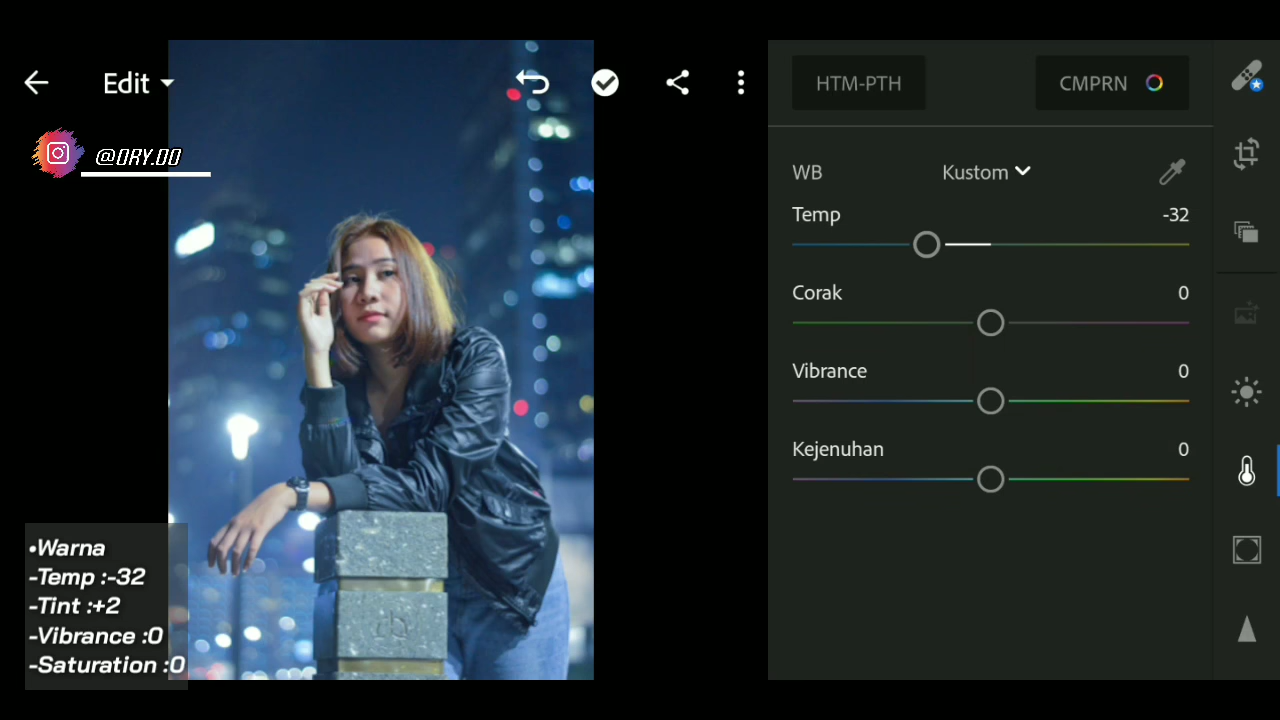 Edit
@ORY.DO
HTM-PTH
CMPRN
WB
Kustom
Temp
-32
Corak
0
Vibrance
0
Kejenuhan
0
•Warna
-Temp :-32
-Tint :+2
-Vibrance :0
-Saturation :0